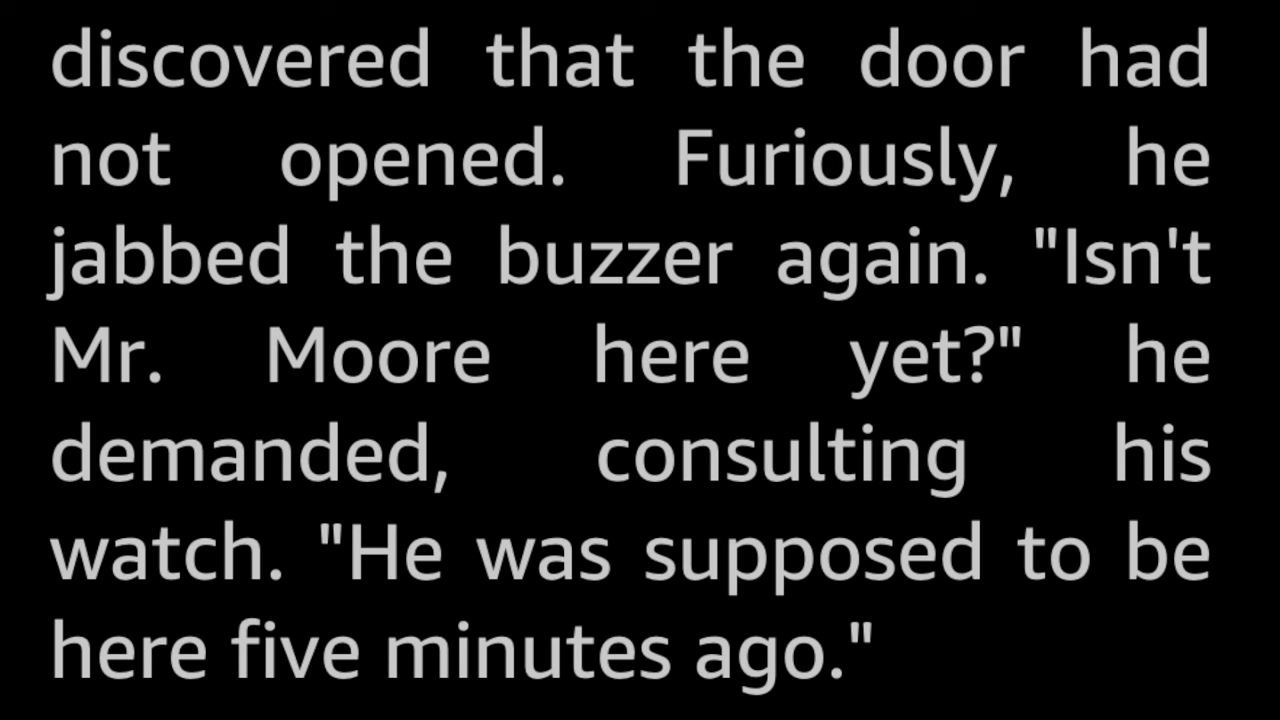 discovered that the door had
not opened. Furiously, he
jabbed the buzzer again. "Isn't
Mr. Moore here yet?" he
demanded, consulting his
watch. "He was supposed to be
here five minutes ago."